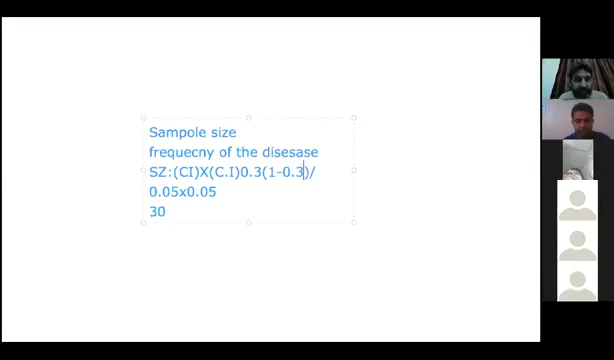 Sampole size
frequecny of the disesase
SZ:(CI)X(C.I)0.3(1-0.3)/
0.05x0.05
30